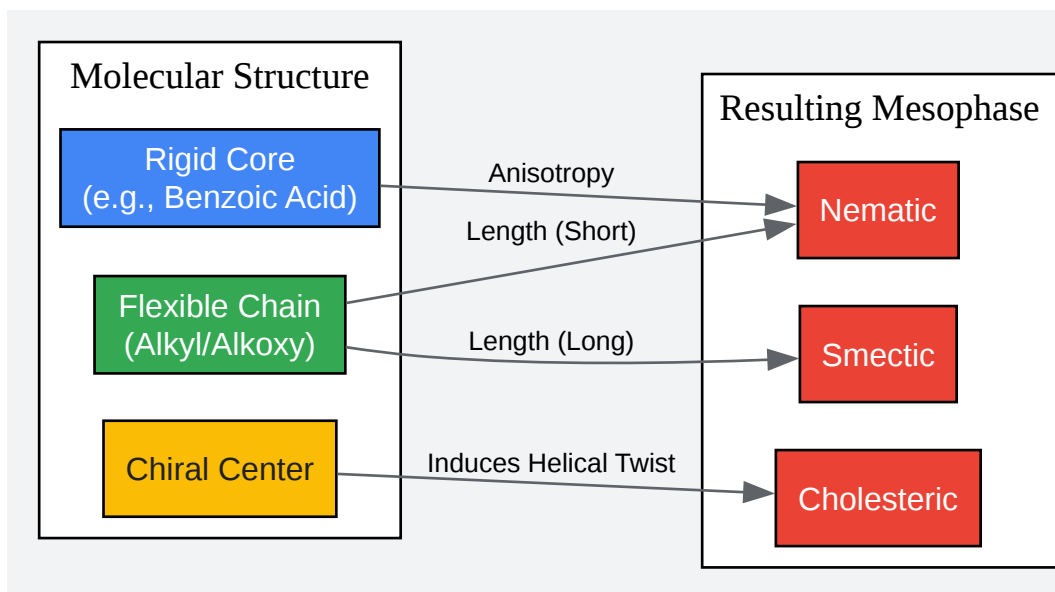 Molecular Structure
Rigid Core
(e.g., Benzoic Acid)
Flexible Chain
(Alkyl/Alkoxy)
Chiral Center
Anisotropy
Length (Short)
Length (Long)
Induces Helical Twist
Resulting Mesophase
Nematic
Smectic
Cholesteric